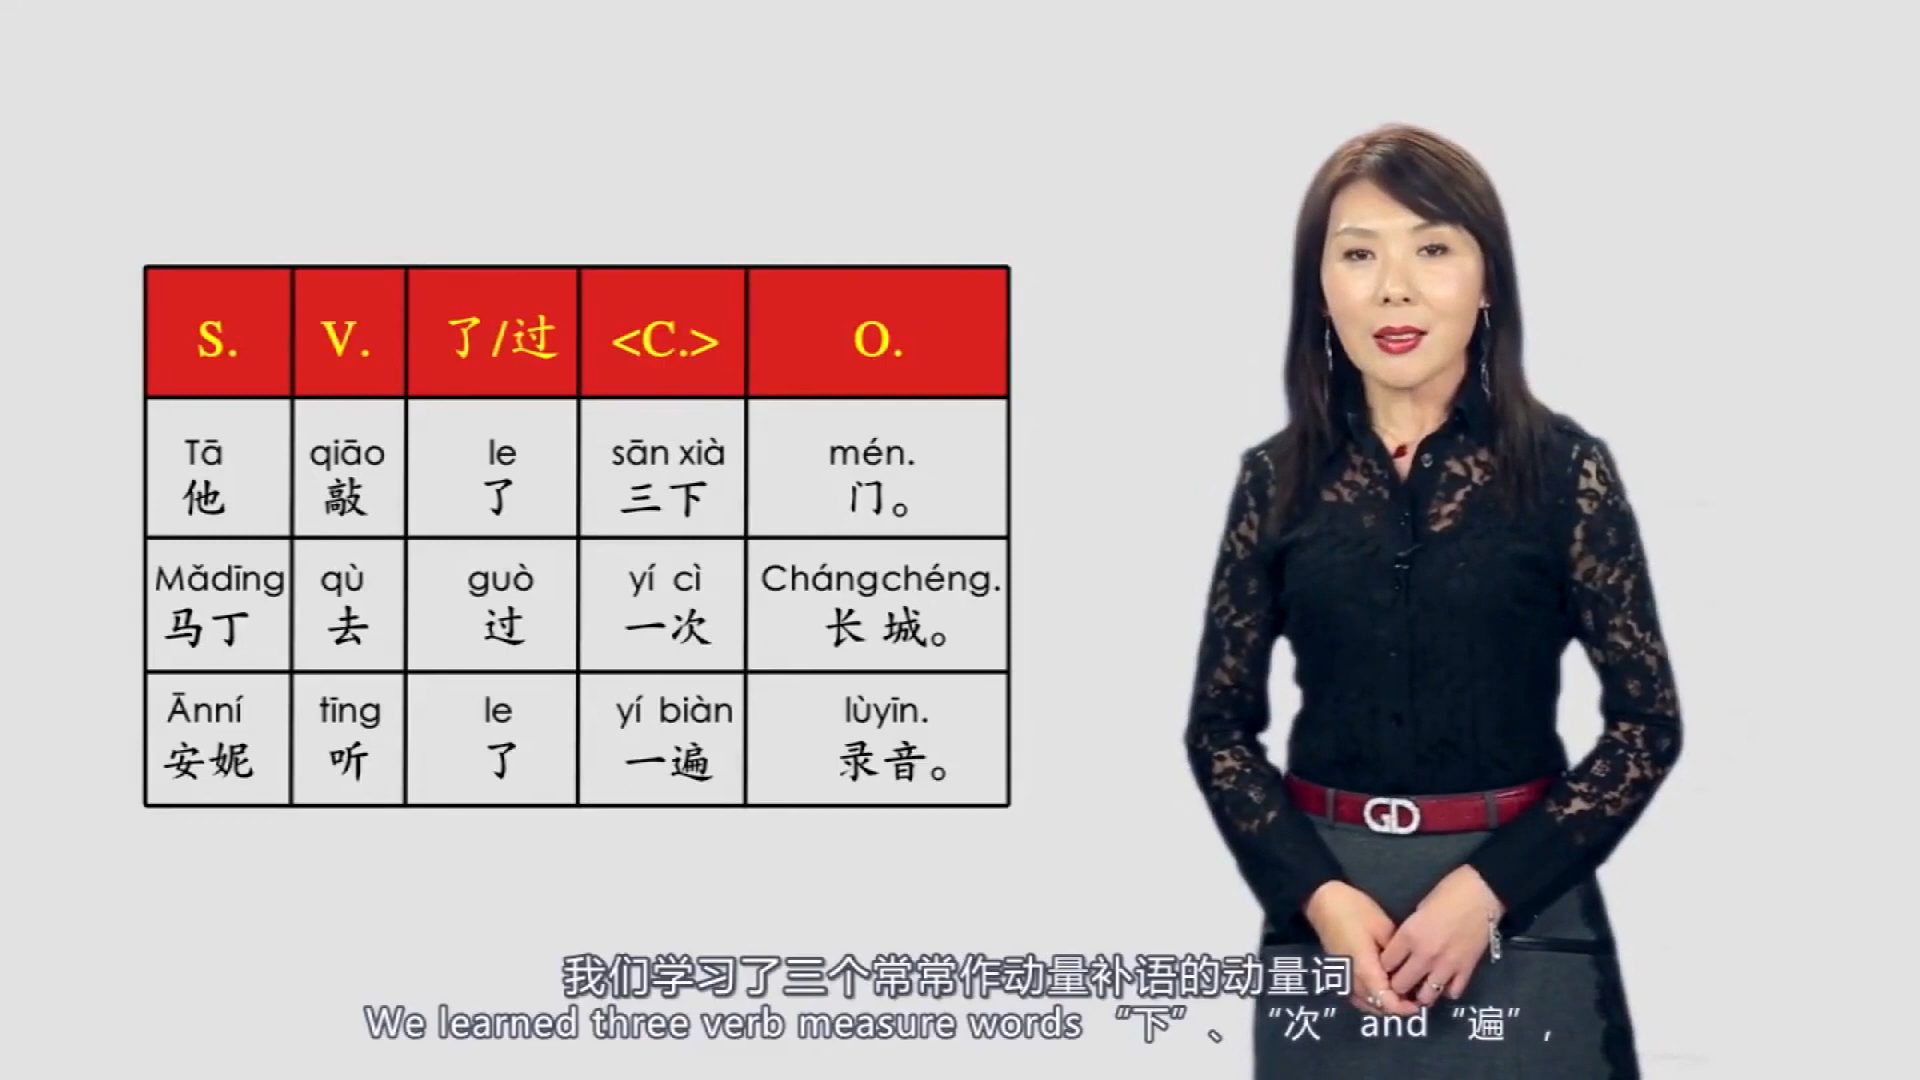 S. V. 了/过 <C.> O.
Tā qiāo le sān xià mén.
他 敲 了 三下 门。
Mǎdīng qù guò yí cì Chángchéng.
马丁 去 过 一次 长城。
Ānní tīng le yí biàn lùyīn.
安妮 听 了 一遍 录音。
GD
我们学习了三个常常作动量补语的动量词
We learned three verb measure words “下”、“次” and “遍”,